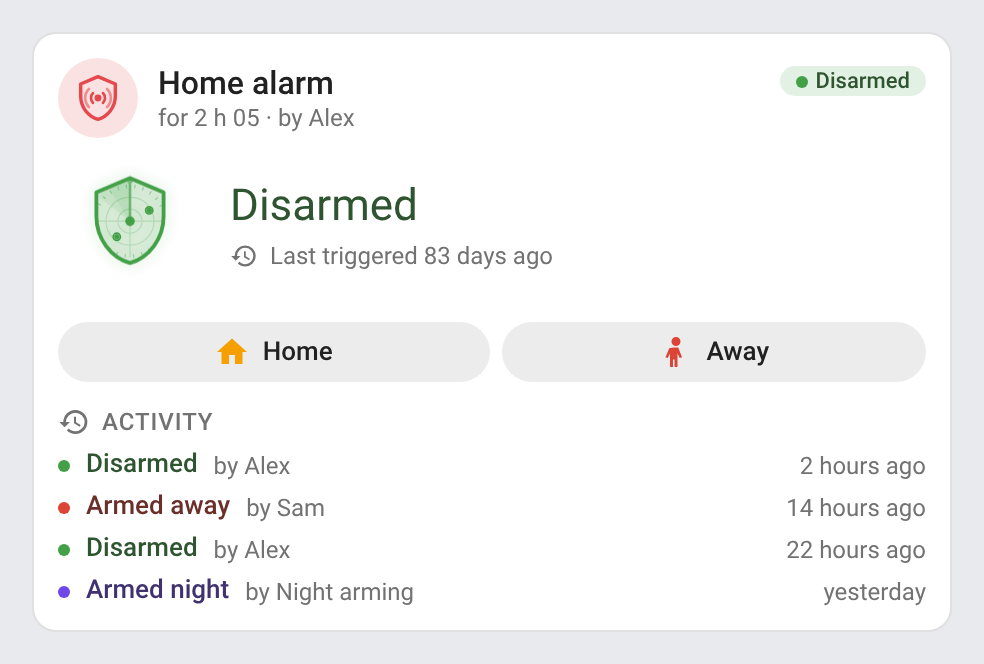 Home alarm
Disarmed
for 2 h 05 · by Alex
Disarmed
Last triggered 83 days ago
Home
Away
ACTIVITY
Disarmed by Alex 2 hours ago
Armed away by Sam 14 hours ago
Disarmed by Alex 22 hours ago
Armed night by Night arming yesterday